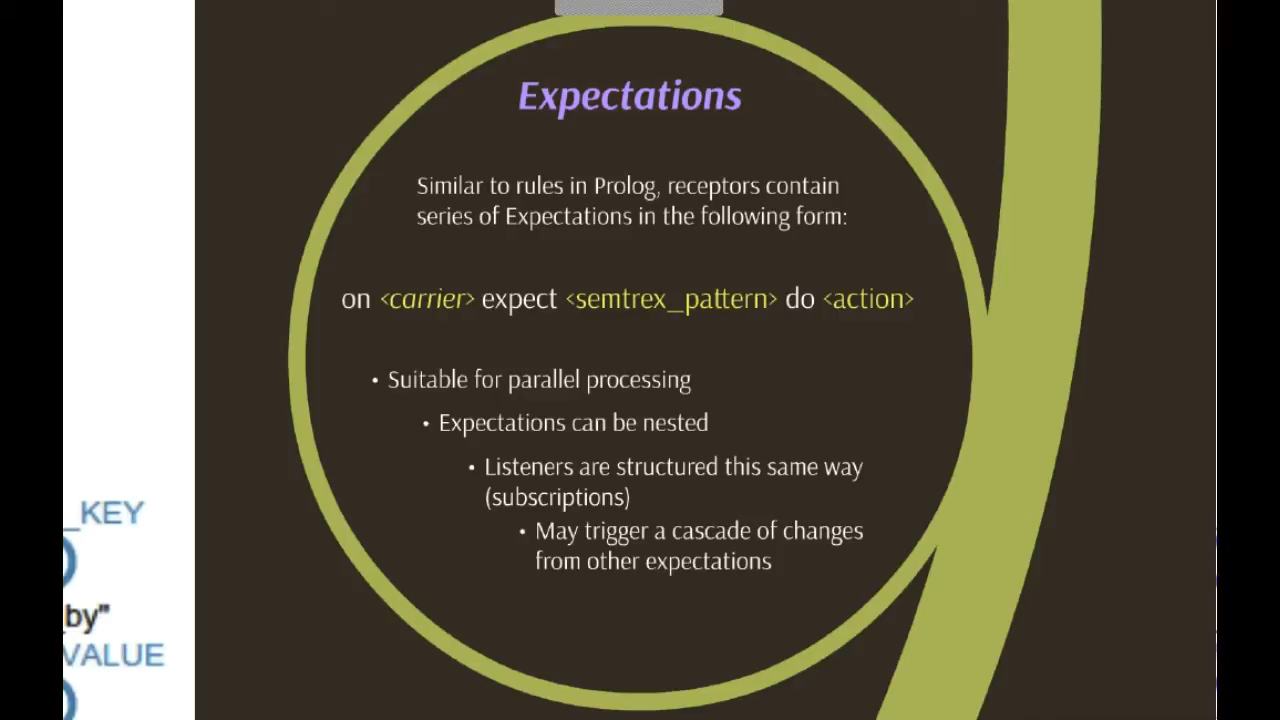 Expectations
Similar to rules in Prolog, receptors contain
series of Expectations in the following form:
on <carrier> expect <semtrex_pattern> do <action>
• Suitable for parallel processing
• Expectations can be nested
• Listeners are structured this same way
(subscriptions)
• May trigger a cascade of changes
from other expectations
_KEY
by"
VALUE